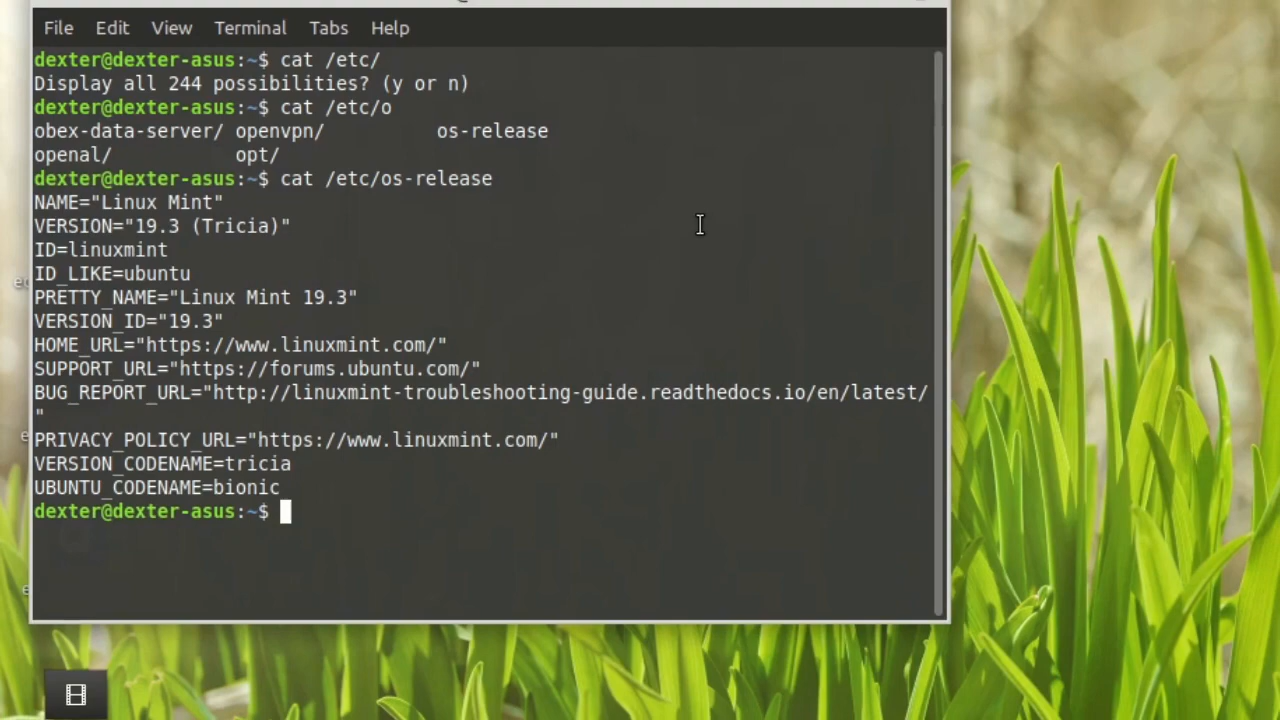 File Edit View Terminal Tabs Help
dexter@dexter-asus:~$ cat /etc/
Display all 244 possibilities? (y or n)
dexter@dexter-asus:~$ cat /etc/o
obex-data-server/ openvpn/ os-release
openal/ opt/
dexter@dexter-asus:~$ cat /etc/os-release
NAME="Linux Mint"
VERSION="19.3 (Tricia)"
ID=linuxmint
ID_LIKE=ubuntu
PRETTY_NAME="Linux Mint 19.3"
VERSION_ID="19.3"
HOME_URL="https://www.linuxmint.com/"
SUPPORT_URL="https://forums.ubuntu.com/"
BUG_REPORT_URL="http://linuxmint-troubleshooting-guide.readthedocs.io/en/latest/
"
PRIVACY_POLICY_URL="https://www.linuxmint.com/"
VERSION_CODENAME=tricia
UBUNTU_CODENAME=bionic
dexter@dexter-asus:~$